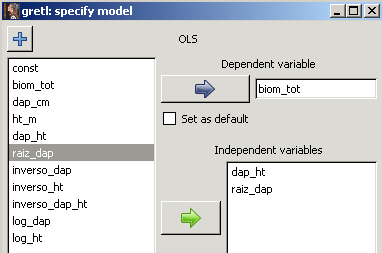 gretl: specify model
OLS
const
biom_tot
dap_cm
ht_m
dap_ht
raiz_dap
inverso_dap
inverso_ht
inverso_dap_ht
log_dap
log_ht
Dependent variable
biom_tot
Set as default
Independent variables
dap_ht
raiz_dap